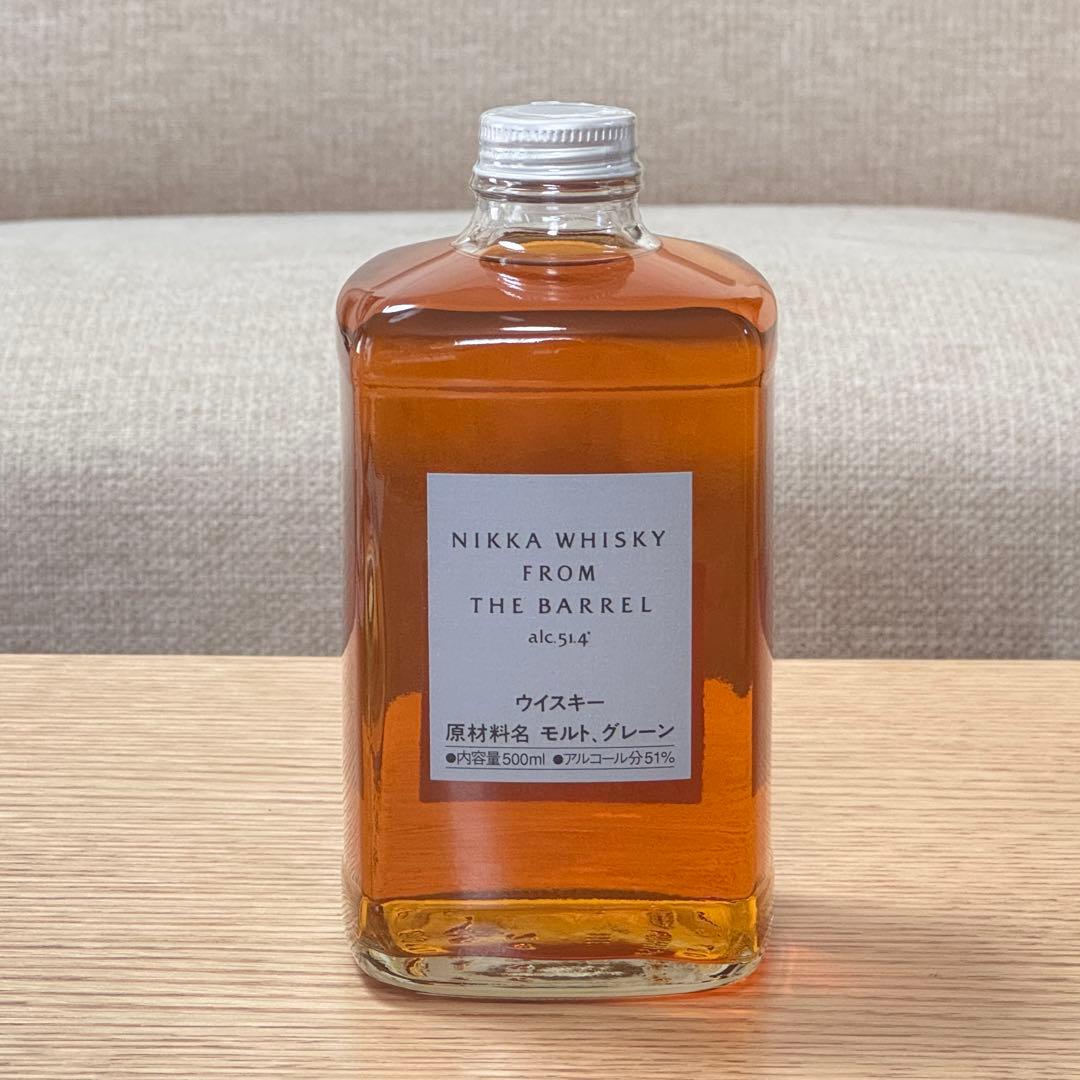 NIKKA WHISKY
FROM
THE BARREL
alc.51.4°
ウイスキー
原材料名 モルト、グレーン
●内容量500ml ●アルコール分51%